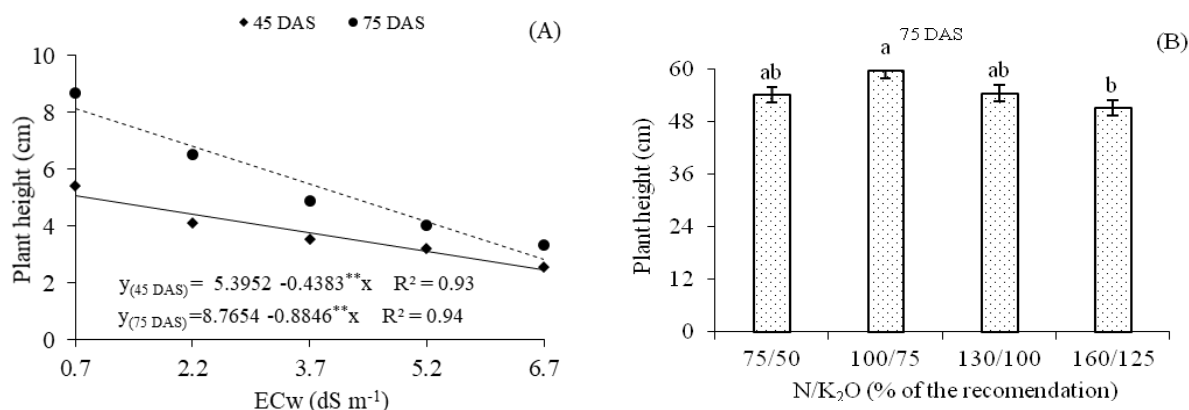 45 DAS 75 DAS
(A)
Plant height (cm)
10
8
6
4
2
0
y(45 DAS)= 5.3952 -0.4383**x R² = 0.93
y(75 DAS)=8.7654 -0.8846**x R² = 0.94
0.7 2.2 3.7 5.2 6.7
ECw (dS m⁻¹)
75 DAS
(B)
Plant height (cm)
60
48
36
24
12
0
ab a ab b
75/50 100/75 130/100 160/125
N/K₂O (% of the recomendation)